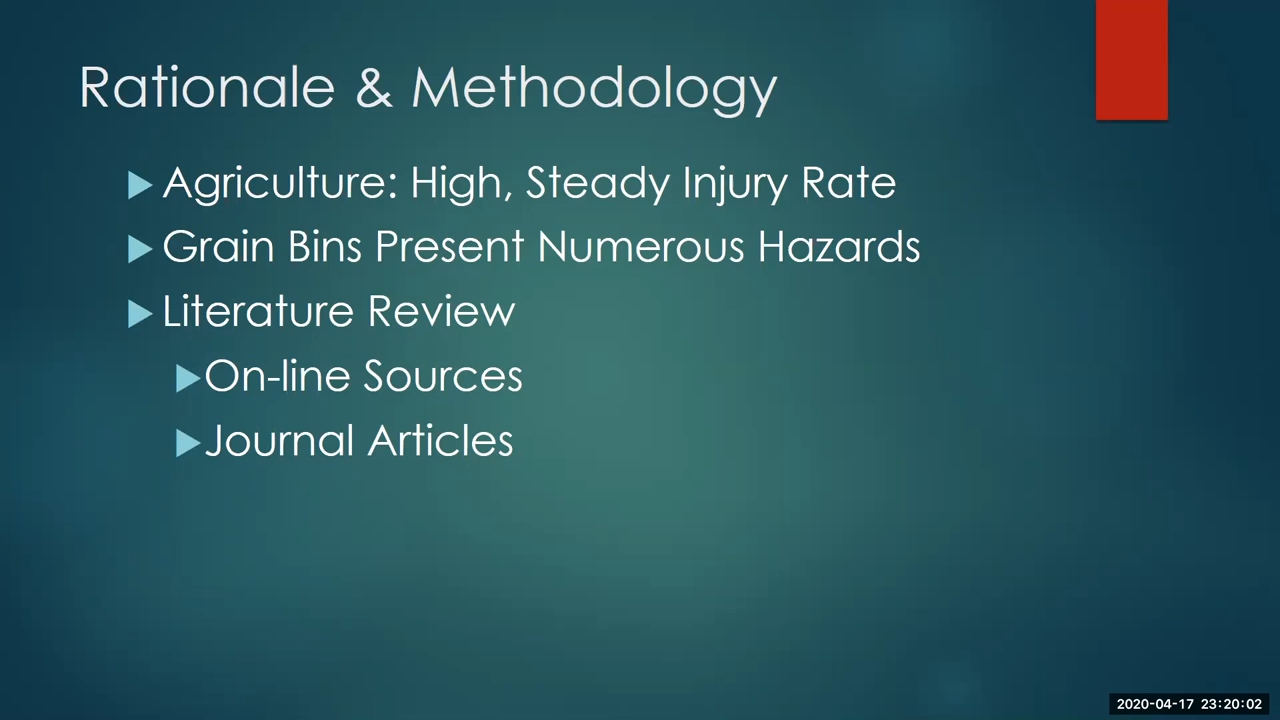 Rationale & Methodology
Agriculture: High, Steady Injury Rate
Grain Bins Present Numerous Hazards
Literature Review
On-line Sources
Journal Articles
2020-04-17 23:20:02